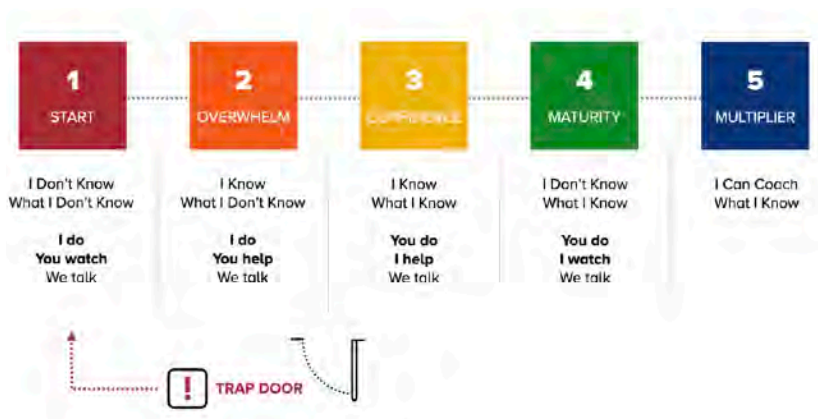 1
START
I Don't Know
What I Don't Know
I do
You watch
We talk
2
OVERWHELM
I Know
What I Don't Know
I do
You help
We talk
3
CONFIDENCE
I Know
What I Know
You do
I help
We talk
4
MATURITY
I Don't Know
What I Know
You do
I watch
We talk
5
MULTIPLIER
I Can Coach
What I Know
!
TRAP DOOR